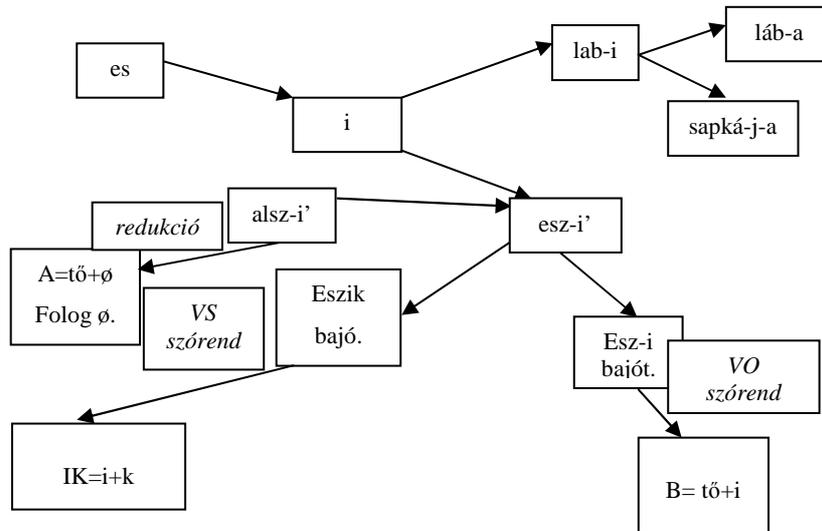 es
i
lab-i
láb-a
sapká-j-a
redukció
alsz-i’
esz-i’
A=tő+ø
Folog ø.
VS
szórend
Eszik
bajó.
Esz-i
bajót.
VO
szórend
IK=i+k
B= tő+i